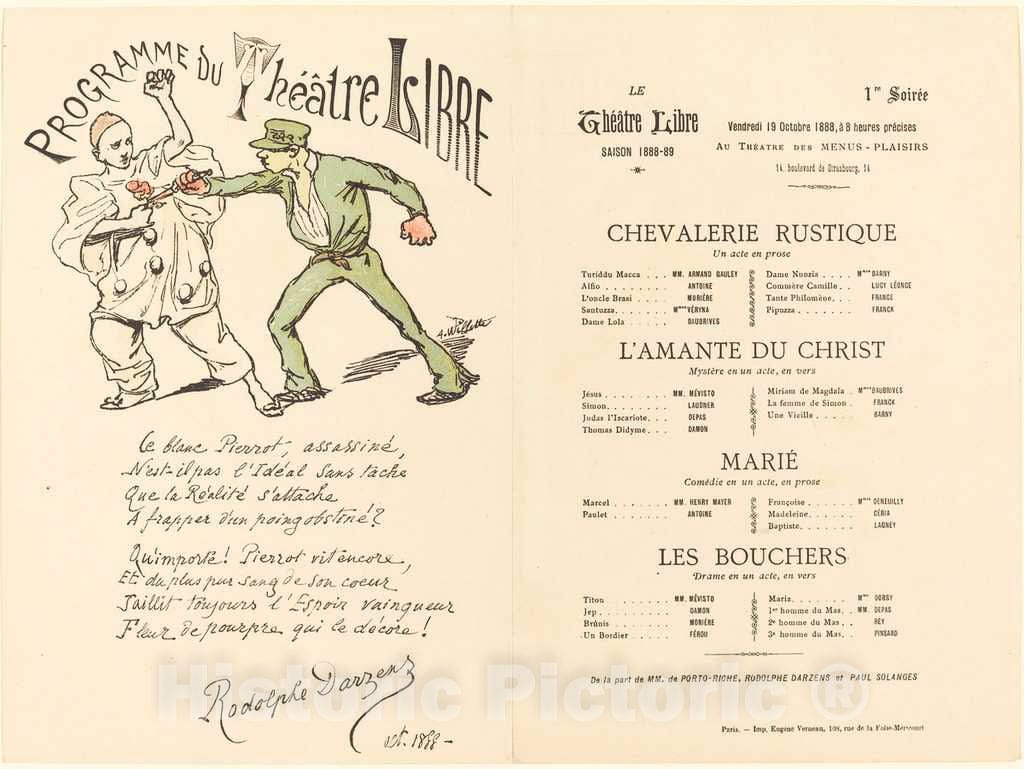 PROGRAMME DU Théâtre LIBRE
A. Willette
Ce blanc Pierrot, assassiné,
N'est-il pas l'Idéal sans tâche
Que la Réalité s'attache
A frapper d'un poing obstiné?
Qu'importe! Pierrot vit encore,
Et du plus pur sang de son coeur
Jaillit toujours l'Espoir vainqueur
Fleur de pourpre qui le décore!
Rodolphe Darzens
oct. 1888 -
LE
Théâtre Libre
SAISON 1888-89
1re Soirée
Vendredi 19 Octobre 1888, à 8 heures précises
AU THÉATRE DES MENUS-PLAISIRS
14, boulevard de Strasbourg, 14
CHEVALERIE RUSTIQUE
Un acte en prose
Turiddu Macca . . . MM. ARMAND GAULEY
Alfio . . . . . . . . . ANTOINE
L'oncle Brasi . . . . MORIÈRE
Santuzza. . . . . . . Mmes VÉRYNA
Dame Lola . . . . . DAUBRIVES
Dame Nunzia . . . . Mmes BARNY
Commère Camille . . LUCY LÉONCE
Tante Philomène. . . FRANCE
Pipuzza . . . . . . . FRANCK
L'AMANTE DU CHRIST
Mystère en un acte, en vers
Jésus . . . . . . . . . MM. MÉVISTO
Simon. . . . . . . . . LAUDNER
Judas l'Iscariote. . . DEPAS
Thomas Didyme. . . DAMON
Miriam de Magdala . Mmes DAUBRIVES
La femme de Simon . FRANCK
Une Vieille . . . . . BARNY
MARIÉ
Comédie en un acte, en prose
Marcel . . . . . . . . MM. HENRY MAYER
Paulet . . . . . . . . ANTOINE
Françoise . . . . . . Mmes DENEUILLY
Madeleine. . . . . . . CÉRIA
Baptiste. . . . . . . . LAGNEY
LES BOUCHERS
Drame en un acte, en vers
Titon . . . . . . . . MM. MÉVISTO
Jep . . . . . . . . . . DAMON
Brûnis . . . . . . . . MORIÈRE
Un Bordier . . . . . FÉROU
Maria. . . . . . . . . Mme DORSY
1er homme du Mas. . MM. DEPAS
2e homme du Mas. . REY
3e homme du Mas. . PINSARD
De la part de MM. de PORTO-RICHE, RODOLPHE DARZENS et PAUL SOLANGES
Paris. — Imp. Eugène Verneau, 108, rue de la Folie-Méricourt
Historic Pictoric ®